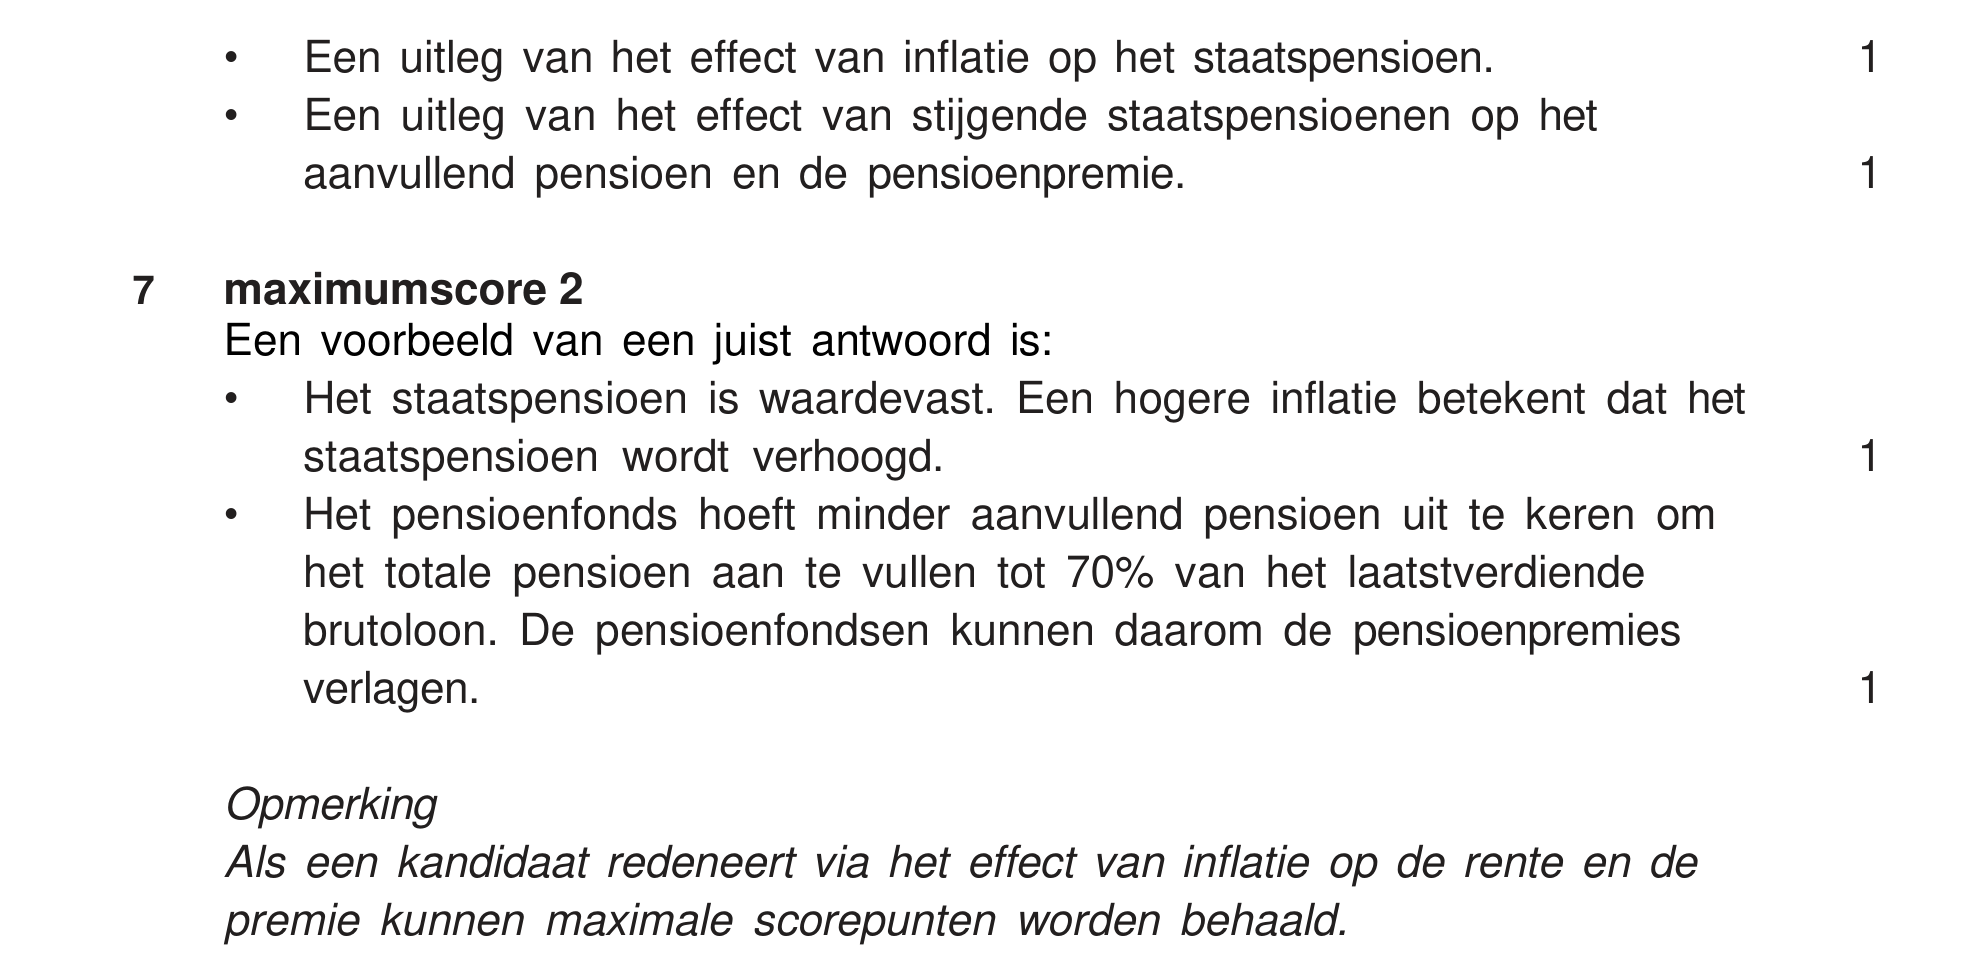 • Een uitleg van het effect van inflatie op het staatspensioen. 1
• Een uitleg van het effect van stijgende staatspensioenen op het
aanvullend pensioen en de pensioenpremie. 1
7 maximumscore 2
Een voorbeeld van een juist antwoord is:
• Het staatspensioen is waardevast. Een hogere inflatie betekent dat het
staatspensioen wordt verhoogd. 1
• Het pensioenfonds hoeft minder aanvullend pensioen uit te keren om
het totale pensioen aan te vullen tot 70% van het laatstverdiende
brutoloon. De pensioenfondsen kunnen daarom de pensioenpremies
verlagen. 1
Opmerking
Als een kandidaat redeneert via het effect van inflatie op de rente en de
premie kunnen maximale scorepunten worden behaald.